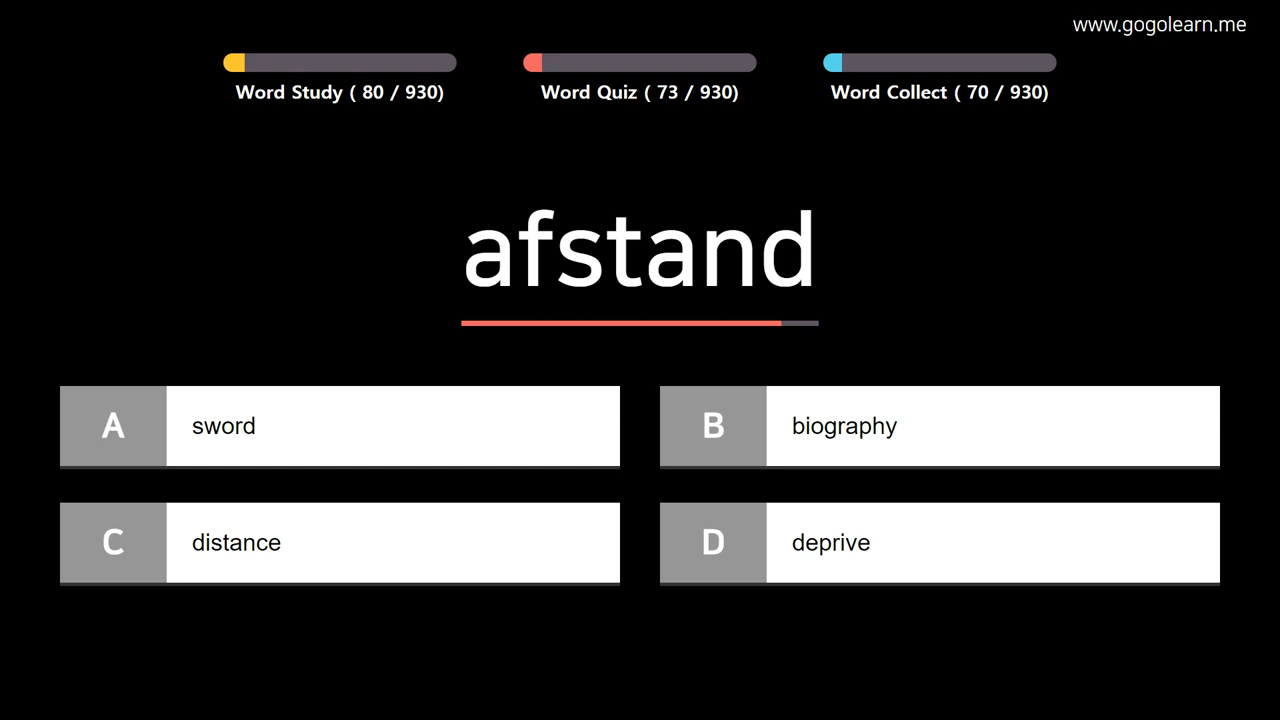 www.gogolearn.me
Word Study ( 80 / 930)
Word Quiz ( 73 / 930)
Word Collect ( 70 / 930)
afstand
A sword
B biography
C distance
D deprive